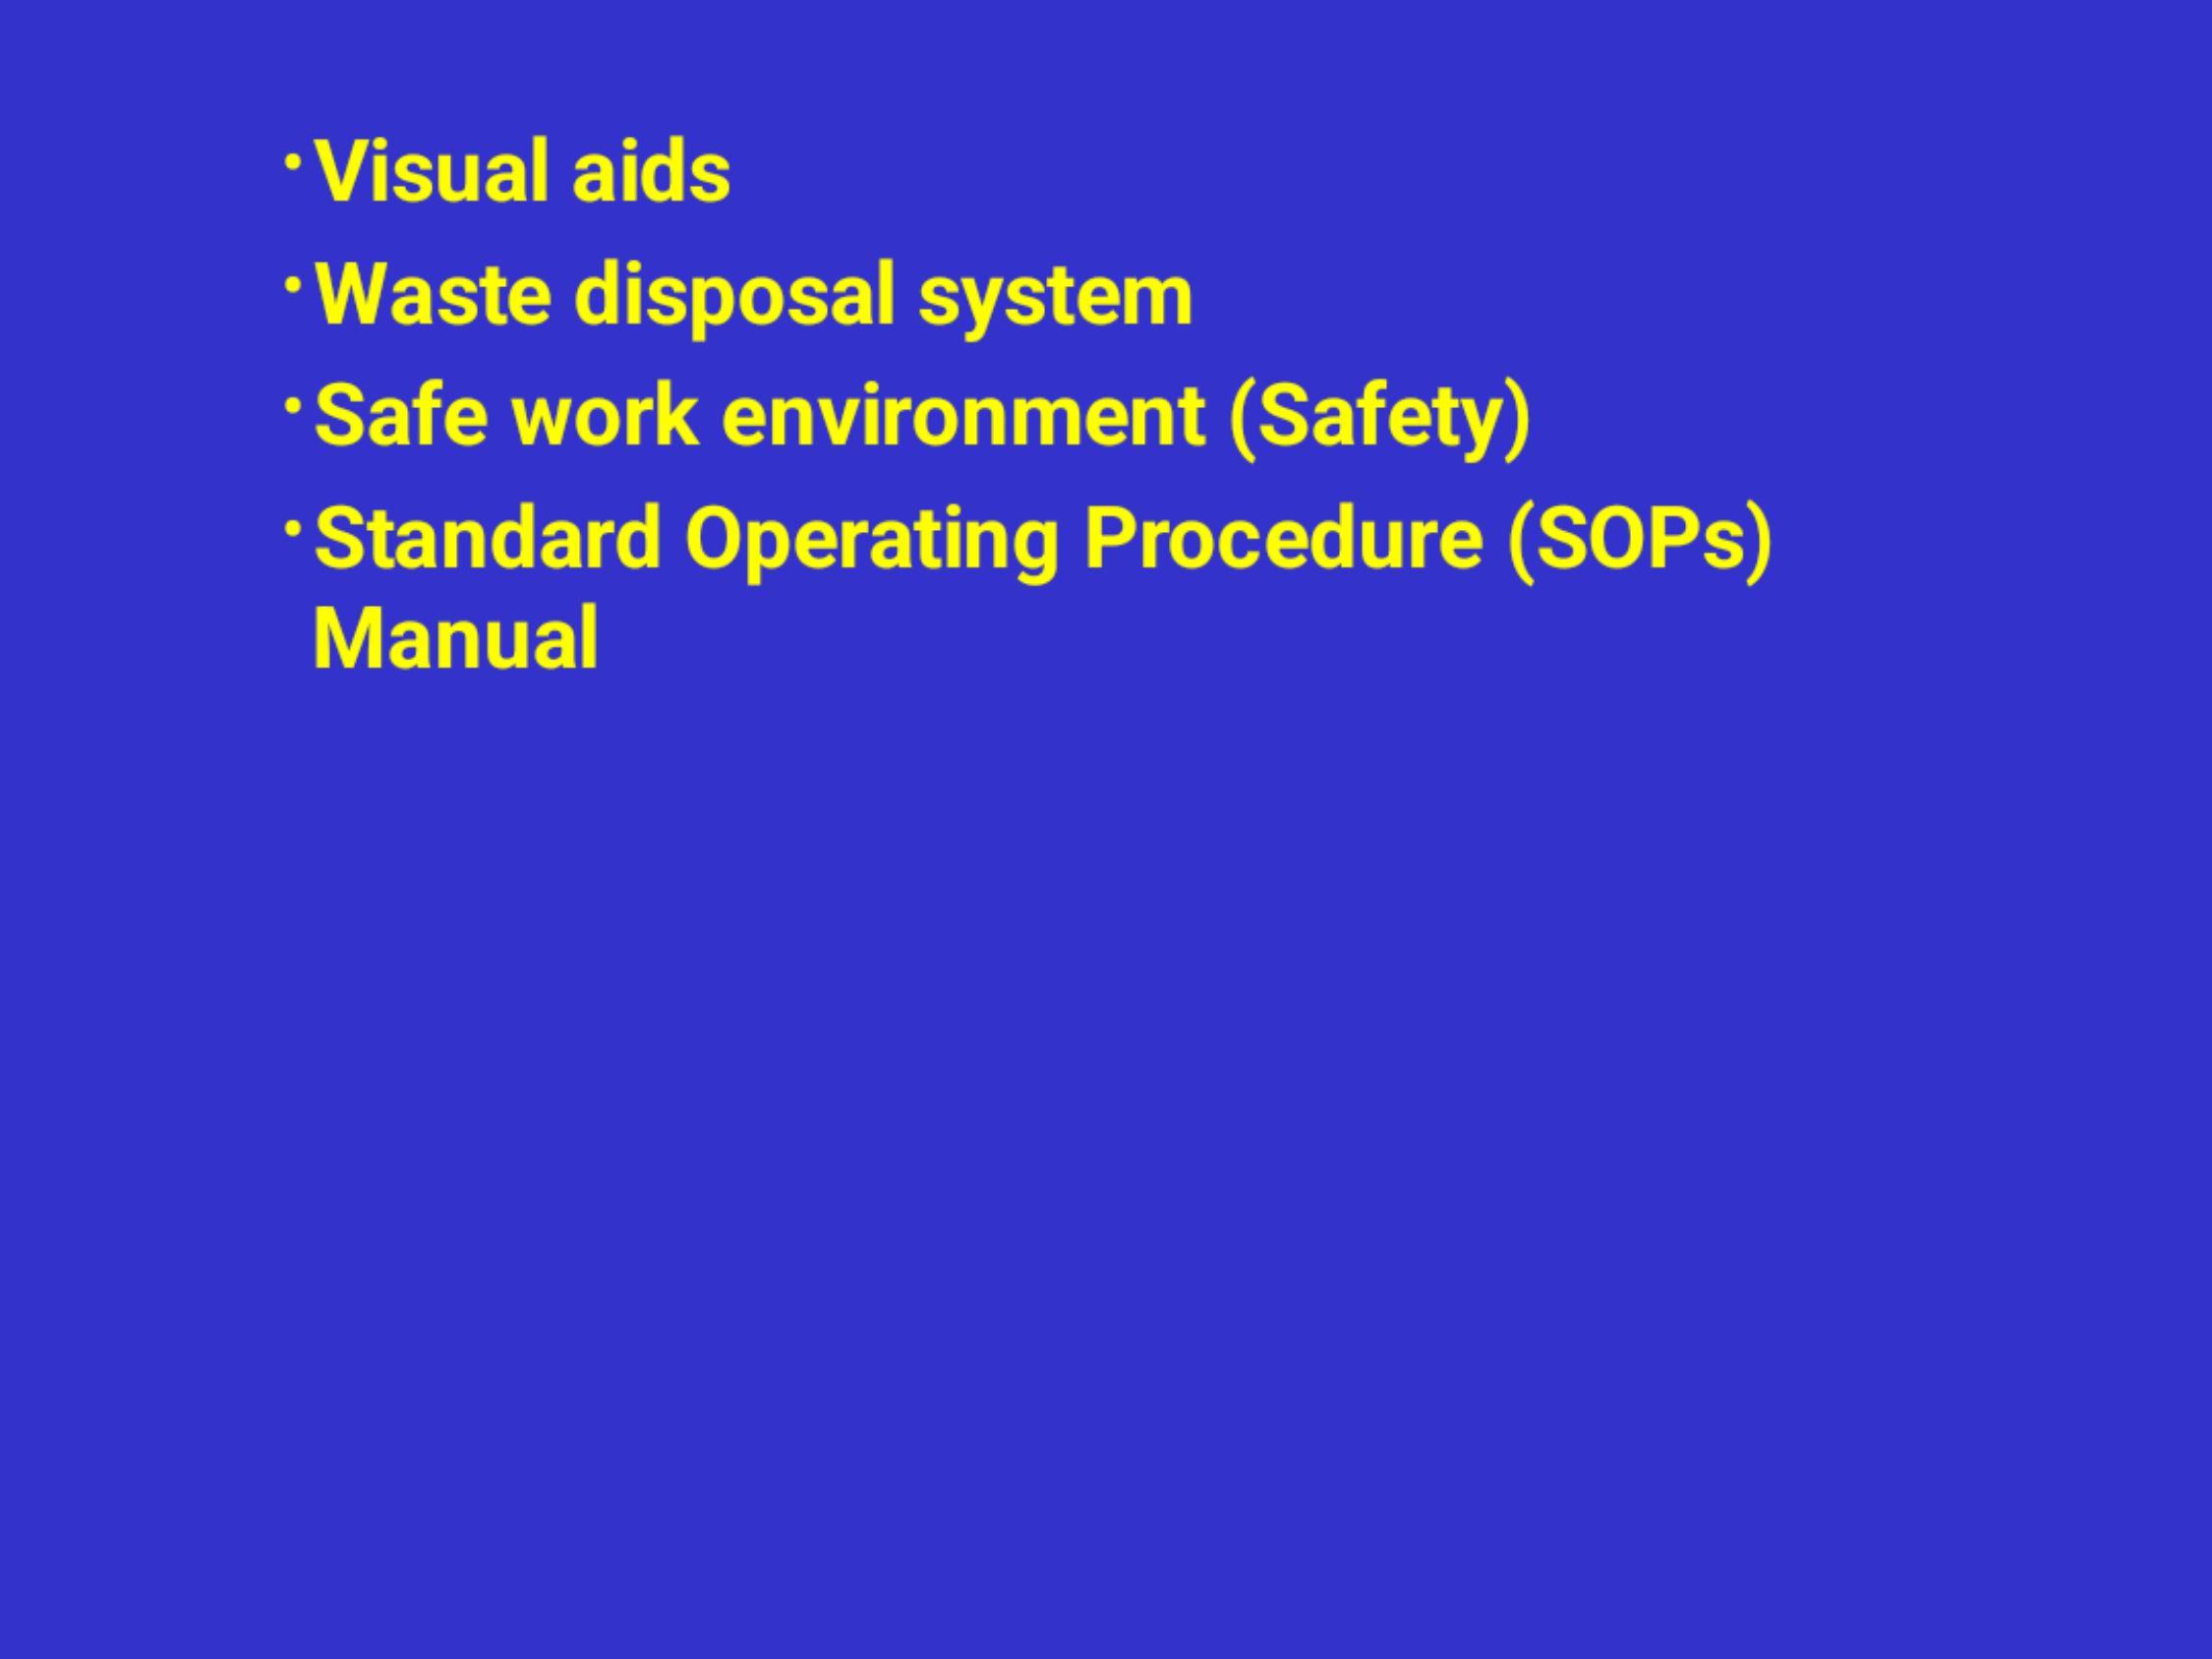 • Visual aids
• Waste disposal system
• Safe work environment (Safety)
• Standard Operating Procedure (SOPs)
Manual